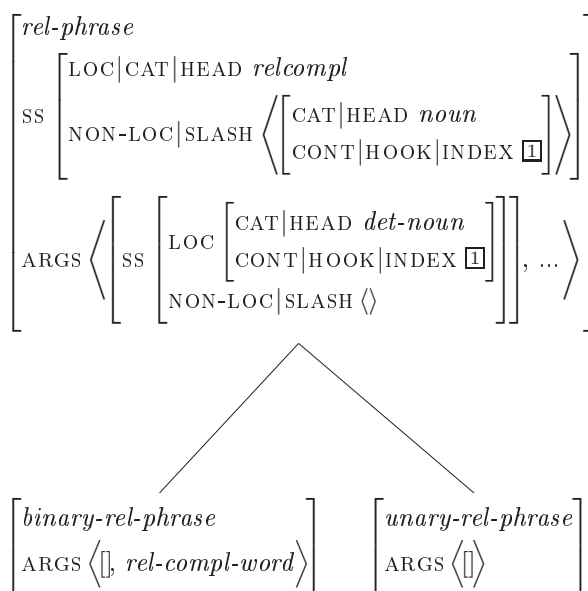 rel-phrase
LOC|CAT|HEAD relcompl
SS
CAT|HEAD noun
NON-LOC|SLASH ⟨
CONT|HOOK|INDEX 1 ⟩
CAT|HEAD det-noun
LOC
CONT|HOOK|INDEX 1
ARGS ⟨ SS , ... ⟩
NON-LOC|SLASH ⟨⟩
binary-rel-phrase unary-rel-phrase
ARGS ⟨[], rel-compl-word⟩ ARGS ⟨[]⟩